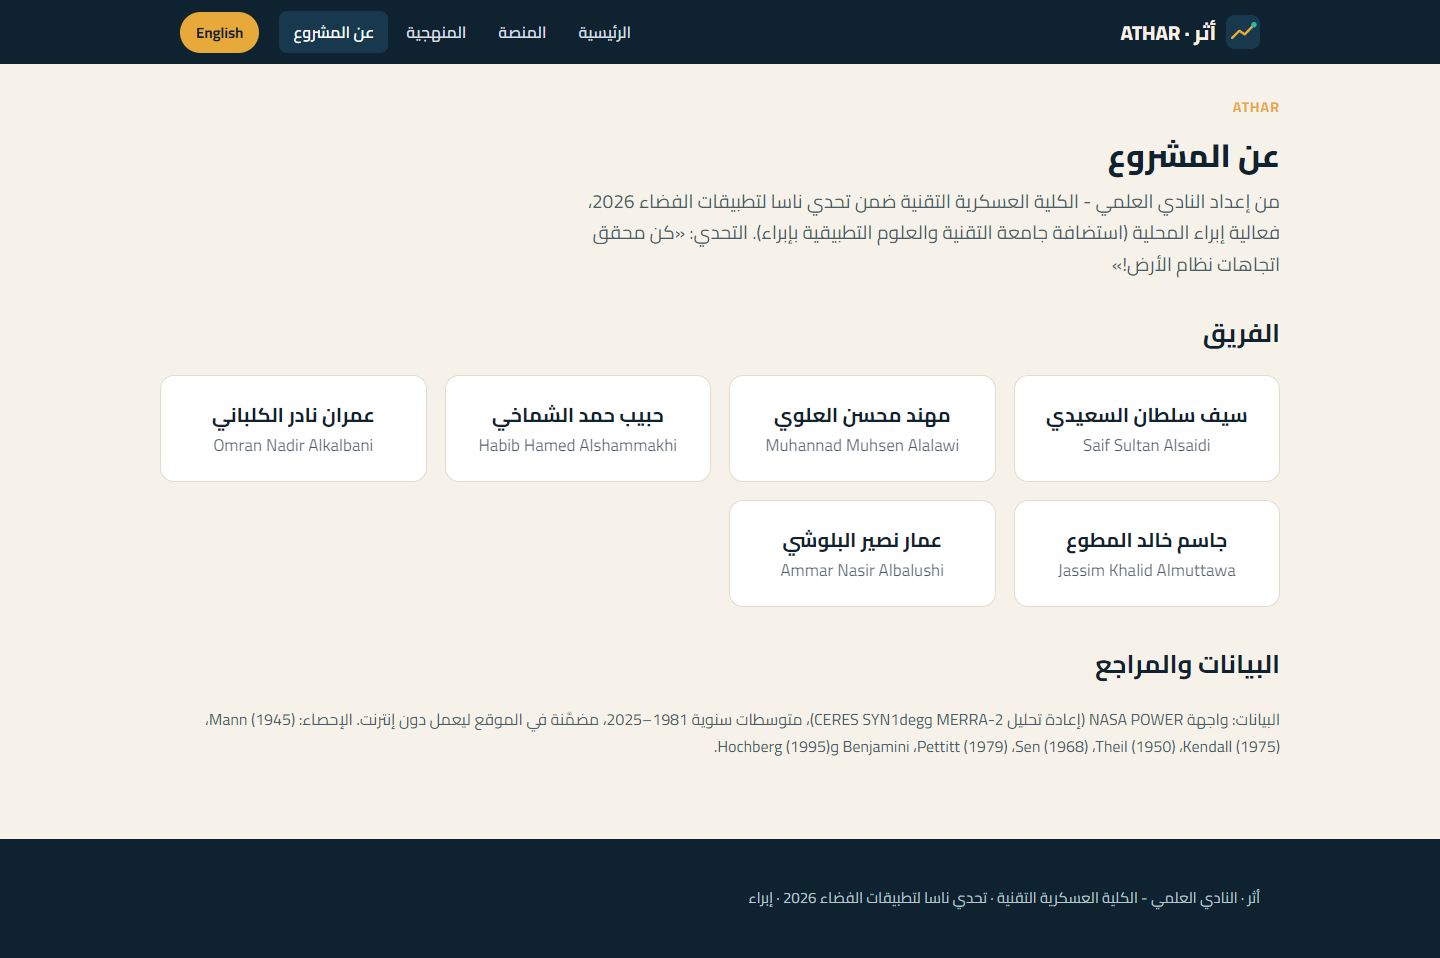 أثر · ATHAR
الرئيسية
المنصة
المنهجية
عن المشروع
English
ATHAR
عن المشروع
من إعداد النادي العلمي - الكلية العسكرية التقنية ضمن تحدي ناسا لتطبيقات الفضاء 2026،
فعالية إبراء المحلية (استضافة جامعة التقنية والعلوم التطبيقية بإبراء). التحدي: «كن محقق
اتجاهات نظام الأرض!»
الفريق
سيف سلطان السعيدي
Saif Sultan Alsaidi
مهند محسن العلوي
Muhannad Muhsen Alalawi
حبيب حمد الشماخي
Habib Hamed Alshammakhi
عمران نادر الكلباني
Omran Nadir Alkalbani
جاسم خالد المطوع
Jassim Khalid Almuttawa
عمار نصير البلوشي
Ammar Nasir Albalushi
البيانات والمراجع
البيانات: واجهة NASA POWER (إعادة تحليل MERRA-2 وCERES SYN1deg)، متوسطات سنوية 1981–2025، مضمَّنة في الموقع ليعمل دون إنترنت. الإحصاء: Mann (1945)،
Kendall (1975)، Theil (1950)، Sen (1968)، Pettitt (1979)، Benjamini وHochberg (1995).
أثر · النادي العلمي - الكلية العسكرية التقنية · تحدي ناسا لتطبيقات الفضاء 2026 · إبراء